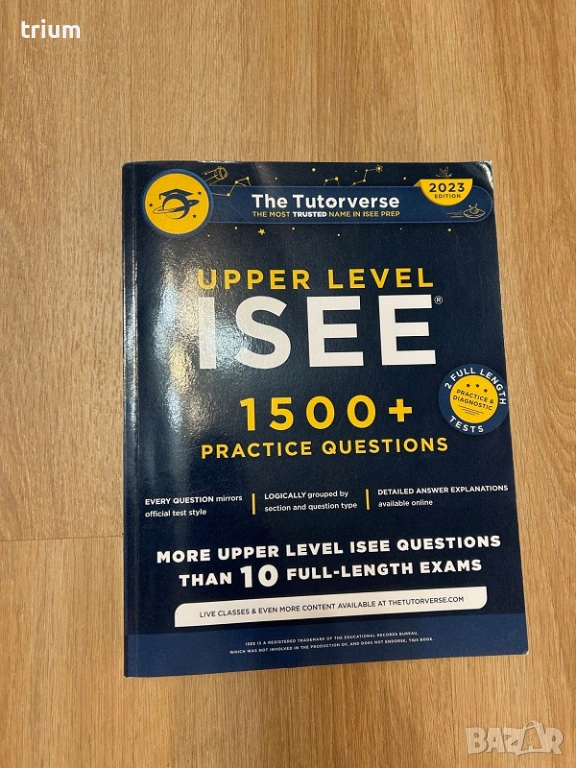 trium
The Tutorverse
THE MOST TRUSTED NAME IN ISEE PREP
2023
EDITION
UPPER LEVEL
ISEE®
2 FULL LENGTH
PRACTICE &
DIAGNOSTIC
TESTS
1500+
PRACTICE QUESTIONS
EVERY QUESTION mirrors
official test style
LOGICALLY grouped by
section and question type
DETAILED ANSWER EXPLANATIONS
available online
MORE UPPER LEVEL ISEE QUESTIONS
THAN 10 FULL-LENGTH EXAMS
LIVE CLASSES & EVEN MORE CONTENT AVAILABLE AT THETUTORVERSE.COM
ISEE IS A REGISTERED TRADEMARK OF THE EDUCATIONAL RECORDS BUREAU,
WHICH WAS NOT INVOLVED IN THE PRODUCTION OF, AND DOES NOT ENDORSE, THIS BOOK.
BAZAR